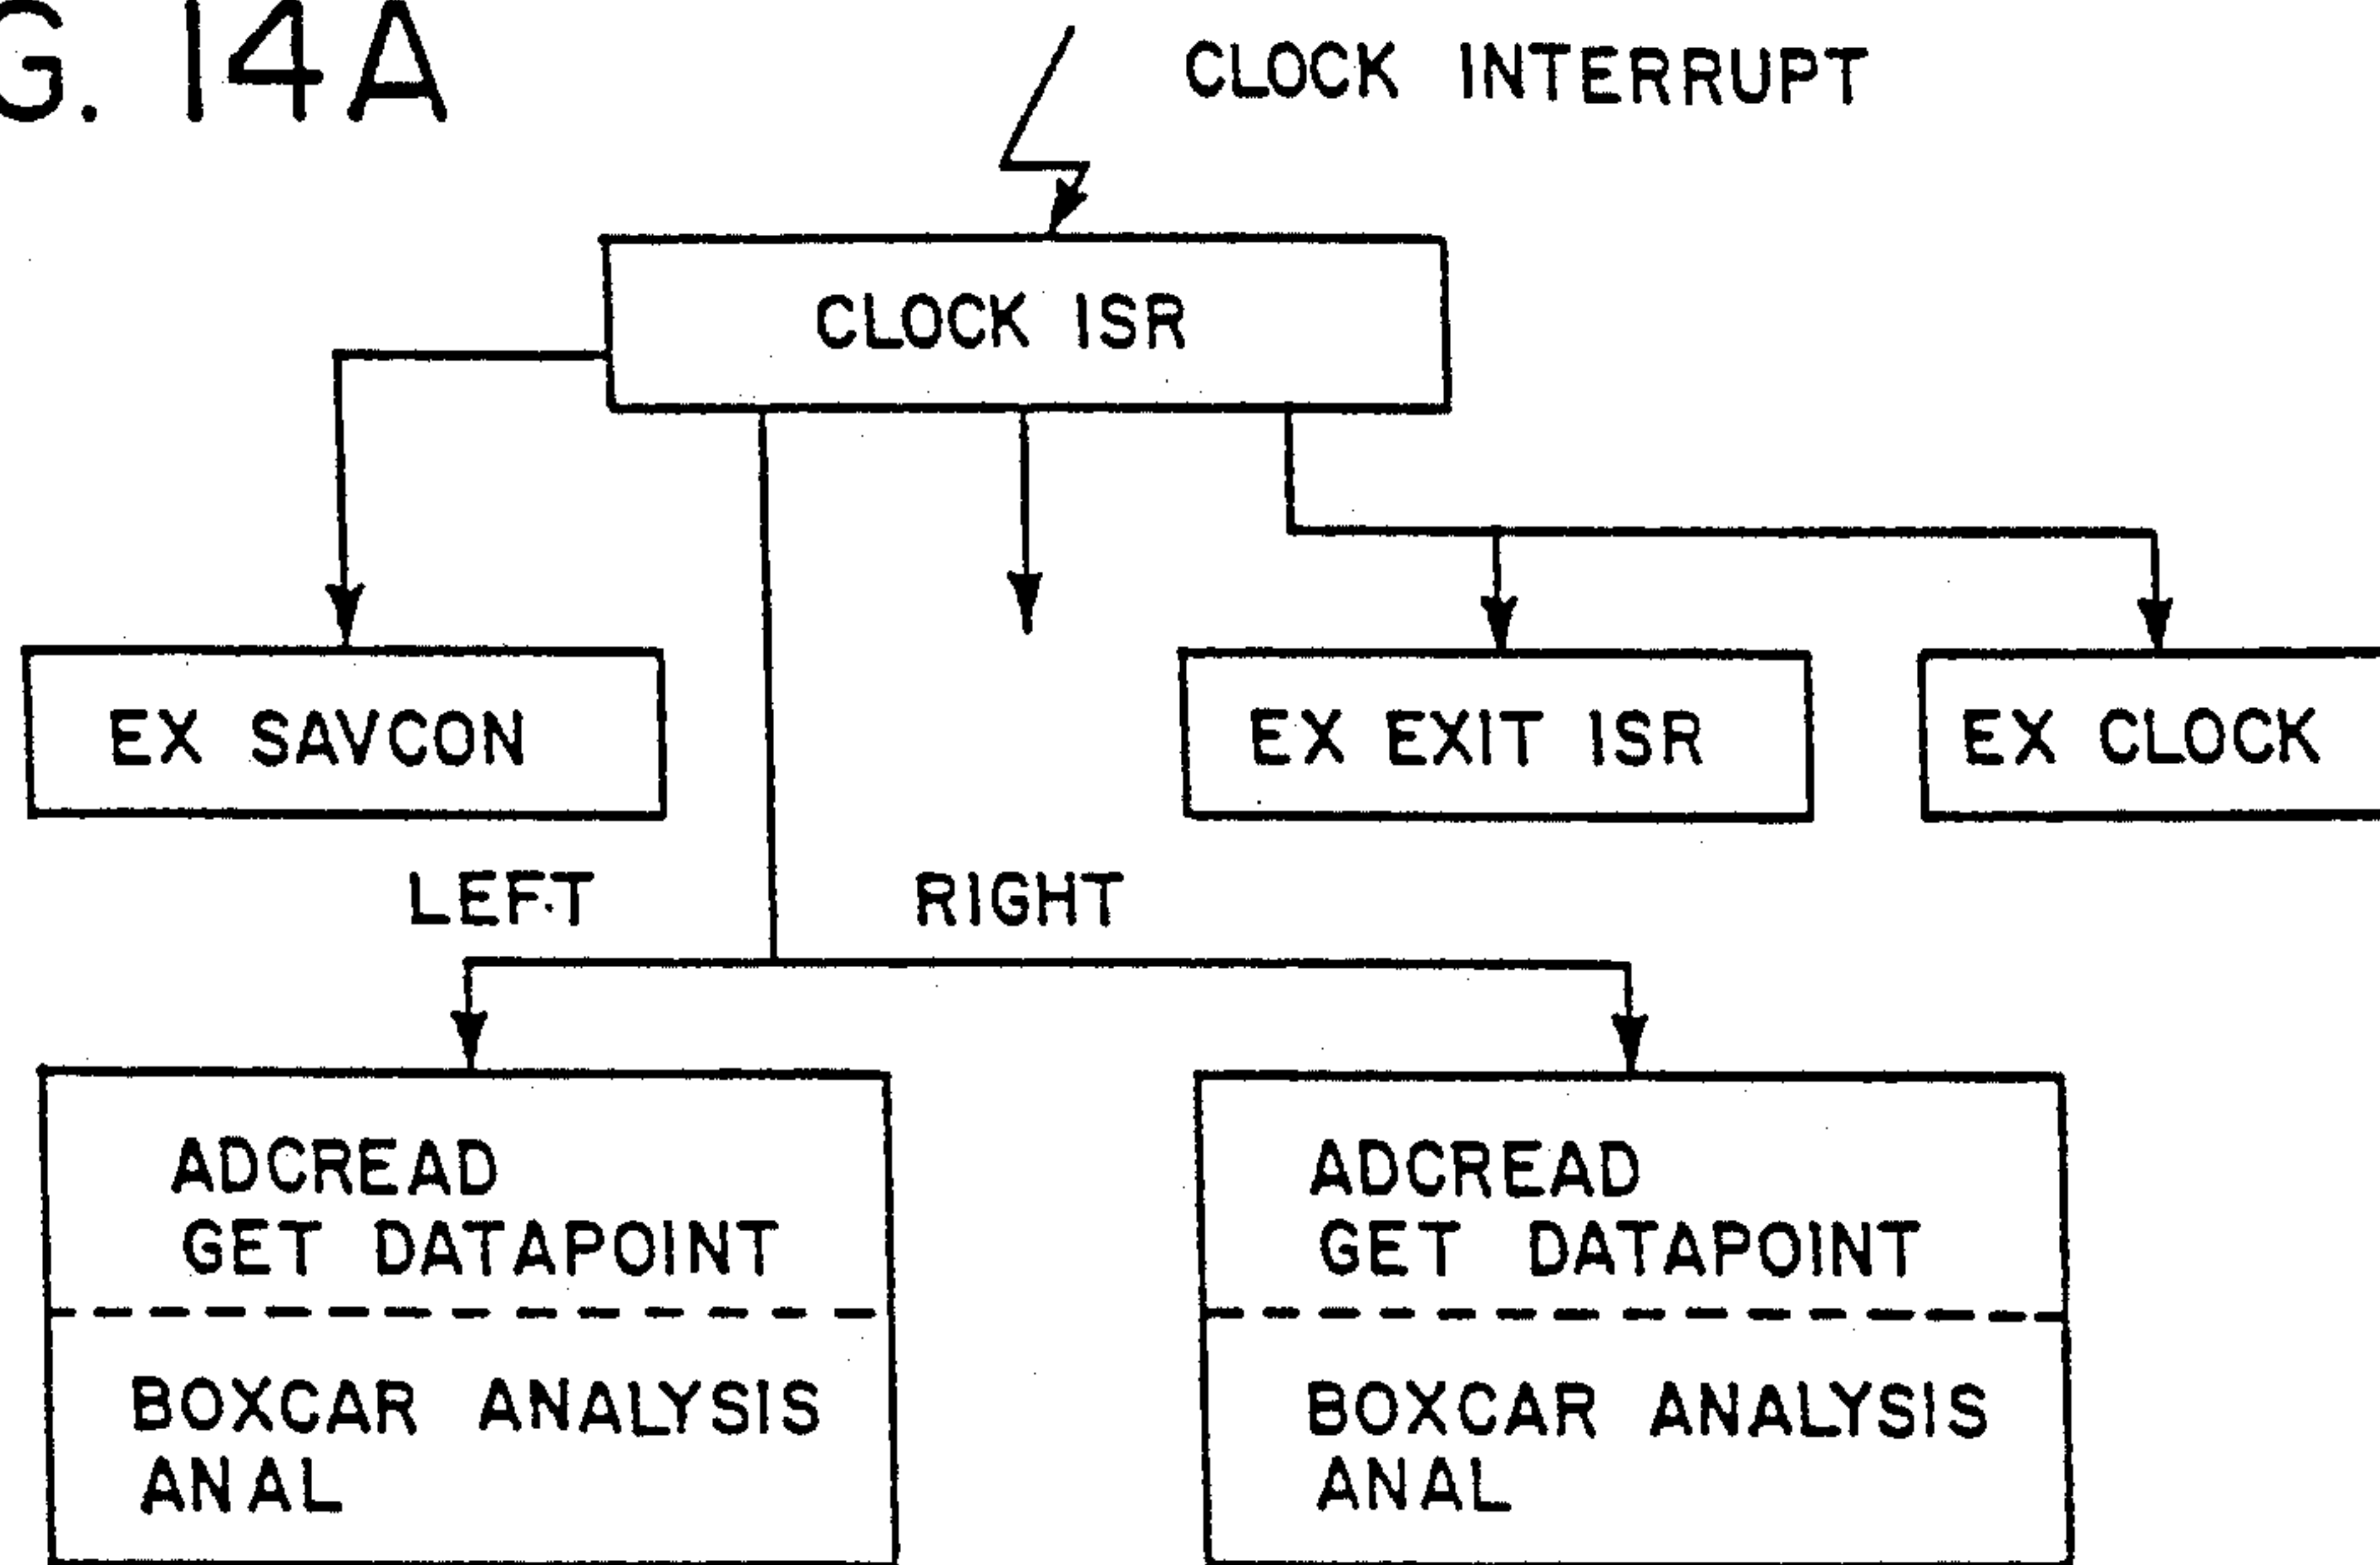 G. 14A
CLOCK INTERRUPT
CLOCK ISR
EX SAVCON
EX EXIT ISR
EX CLOCK
LEFT
RIGHT
ADCREAD
GET DATAPOINT
BOXCAR ANALYSIS
ANAL
ADCREAD
GET DATAPOINT
BOXCAR ANALYSIS
ANAL